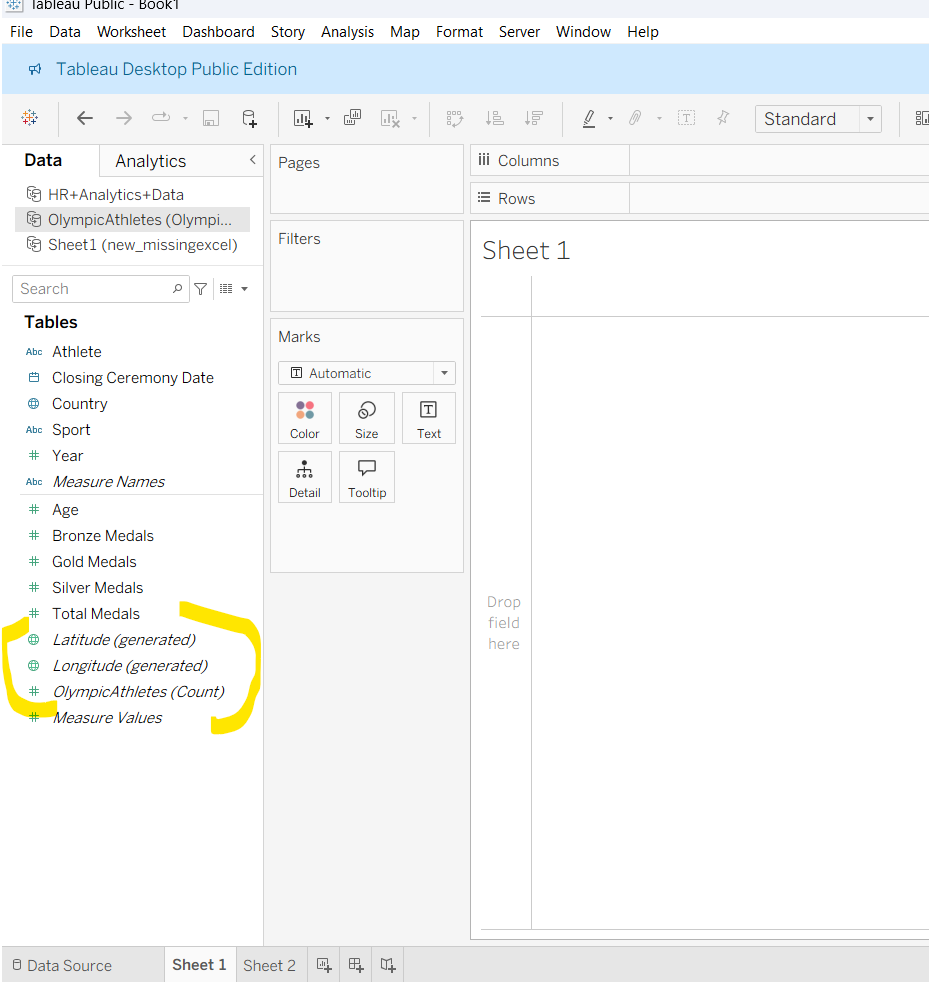 Tableau Public - Book1
File Data Worksheet Dashboard Story Analysis Map Format Server Window Help
Tableau Desktop Public Edition
Standard
Data Analytics
HR+Analytics+Data
OlympicAthletes (Olympi...
Sheet1 (new_missingexcel)
Search
Tables
Abc Athlete
Closing Ceremony Date
Country
Abc Sport
# Year
Abc Measure Names
# Age
# Bronze Medals
# Gold Medals
# Silver Medals
# Total Medals
Latitude (generated)
Longitude (generated)
# OlympicAthletes (Count)
# Measure Values
Pages
Filters
Marks
T Automatic
Color Size Text
Detail Tooltip
Columns
Rows
Sheet 1
Drop
field
here
Data Source Sheet 1 Sheet 2